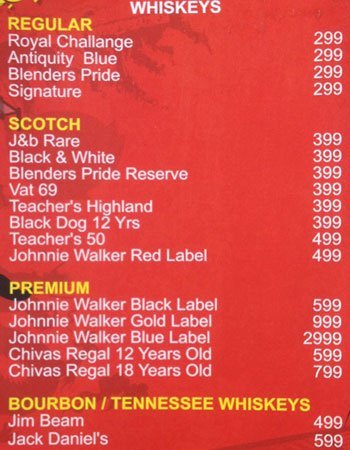 WHISKEYS
REGULAR
Royal Challange 299
Antiquity Blue 299
Blenders Pride 299
Signature 299
SCOTCH
J&b Rare 399
Black & White 399
Blenders Pride Reserve 399
Vat 69 399
Teacher's Highland 399
Black Dog 12 Yrs 399
Teacher's 50 499
Johnnie Walker Red Label 499
PREMIUM
Johnnie Walker Black Label 599
Johnnie Walker Gold Label 999
Johnnie Walker Blue Label 2999
Chivas Regal 12 Years Old 599
Chivas Regal 18 Years Old 799
BOURBON / TENNESSEE WHISKEYS
Jim Beam 499
Jack Daniel's 599